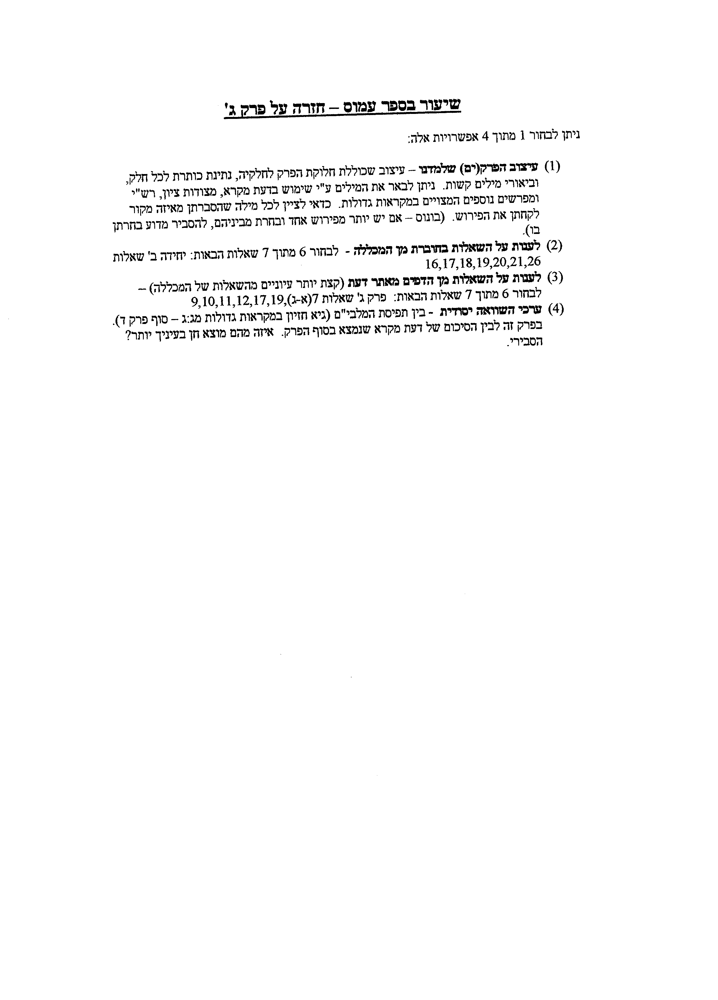 שיעור בספר עמוס – חזרה על פרק ג'
ניתן לבחור 1 מתוך 4 אפשרויות אלה:
(1) עיצוב הפרק(ים) שלמדנו – עיצוב שכוללת חלוקת הפרק לחלקיה, נתינת כותרת לכל חלק,
וביאורי מילים קשות. ניתן לבאר את המילים ע"י שימוש בדעת מקרא, מצודות ציון, רש"י
ומפרשים נוספים המצויים במקראות גדולות. כדאי לציין לכל מילה שהסברתן מאיזה מקור
לקחתן את הפירוש. (בונוס – אם יש יותר מפירוש אחד ובחרת מביניהם, להסביר מדוע בחרתן
בו).
(2) לענות על השאלות בחוברת מן המכללה - לבחור 6 מתוך 7 שאלות הבאות: יחידה ב' שאלות
16,17,18,19,20,21,26
(3) לענות על השאלות מן הדפים מאתר דעת (קצת יותר עיוניים מהשאלות של המכללה) –
לבחור 6 מתוך 7 שאלות הבאות: פרק ג' שאלות 7(א-ג),9,10,11,12,17,19
(4) ערכי השוואה יסודית - בין תפיסת המלבי"ם (גיא חזיון במקראות גדולות מג:ג – סוף פרק ד).
בפרק זה לבין הסיכום של דעת מקרא שנמצא בסוף הפרק. איזה מהם מוצא חן בעיניך יותר?
הסבירי.